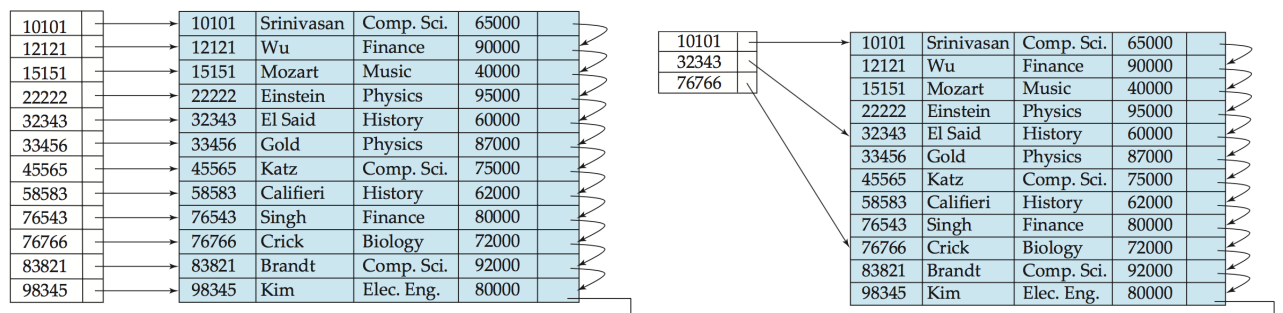 10101 10101 Srinivasan Comp. Sci. 65000
12121 12121 Wu Finance 90000
15151 15151 Mozart Music 40000
22222 22222 Einstein Physics 95000
32343 32343 El Said History 60000
33456 33456 Gold Physics 87000
45565 45565 Katz Comp. Sci. 75000
58583 58583 Califieri History 62000
76543 76543 Singh Finance 80000
76766 76766 Crick Biology 72000
83821 83821 Brandt Comp. Sci. 92000
98345 98345 Kim Elec. Eng. 80000
10101 10101 Srinivasan Comp. Sci. 65000
32343 12121 Wu Finance 90000
76766 15151 Mozart Music 40000
22222 Einstein Physics 95000
32343 El Said History 60000
33456 Gold Physics 87000
45565 Katz Comp. Sci. 75000
58583 Califieri History 62000
76543 Singh Finance 80000
76766 Crick Biology 72000
83821 Brandt Comp. Sci. 92000
98345 Kim Elec. Eng. 80000